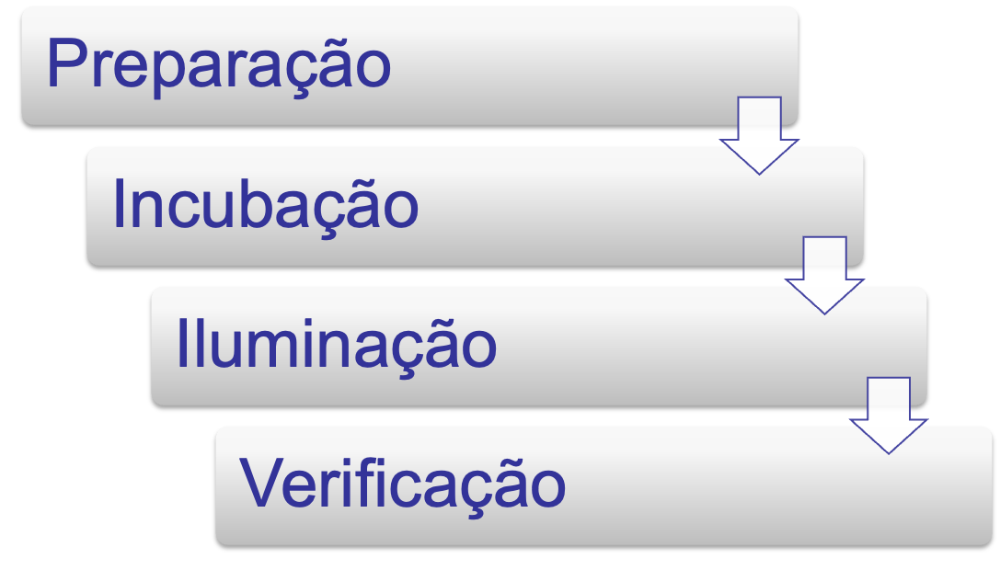 Preparação
Incubação
Iluminação
Verificação